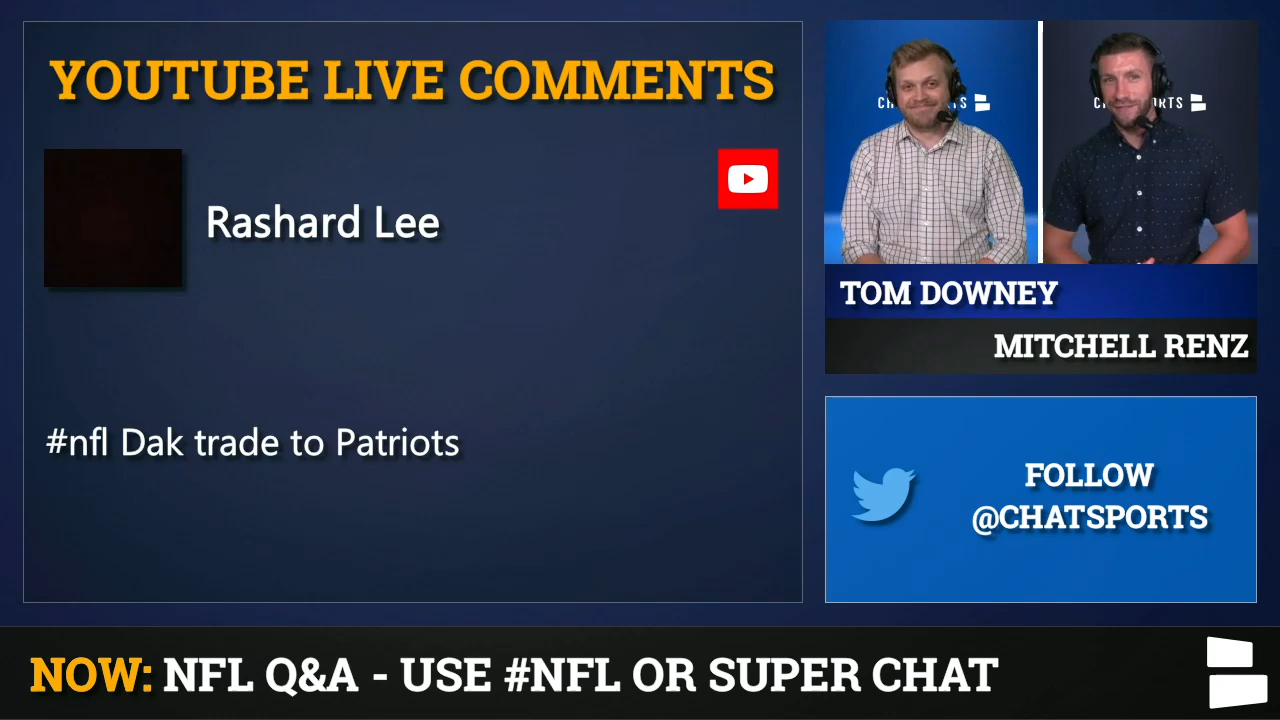 YOUTUBE LIVE COMMENTS
Rashard Lee
#nfl Dak trade to Patriots
TOM DOWNEY
MITCHELL RENZ
FOLLOW
@CHATSPORTS
NOW: NFL Q&A - USE #NFL OR SUPER CHAT